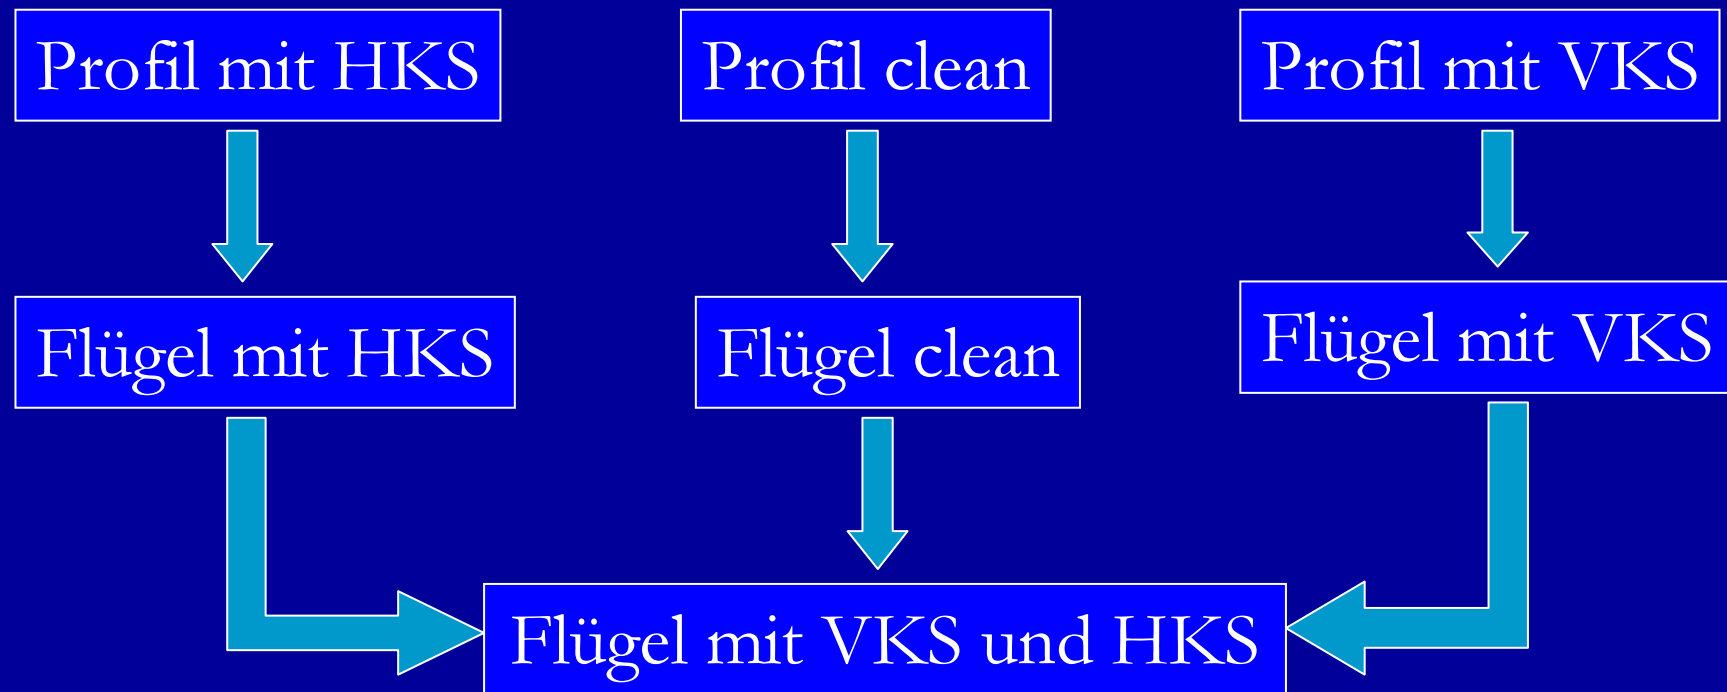 Profil mit HKS
Profil clean
Profil mit VKS
Flügel mit HKS
Flügel clean
Flügel mit VKS
Flügel mit VKS und HKS